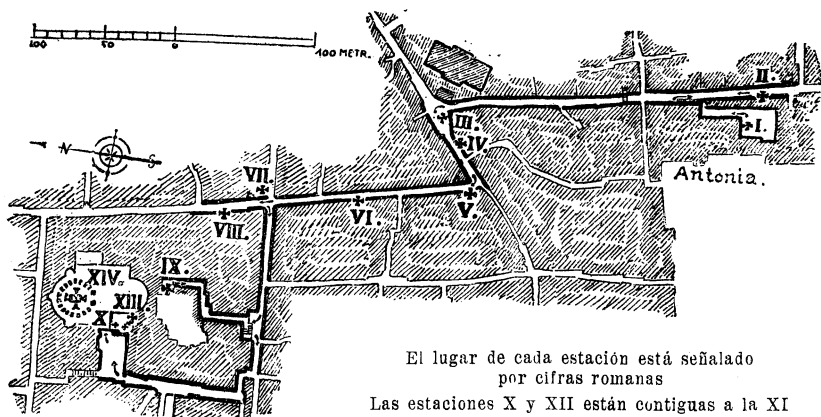 100 50 0 100 METR.
II.
I.
III.
IV.
Antonia.
N S
VII.
VI.
V.
VIII.
XIVa
IX.
XIII.
XI
El lugar de cada estación está señalado
por cifras romanas
Las estaciones X y XII están contiguas a la XI